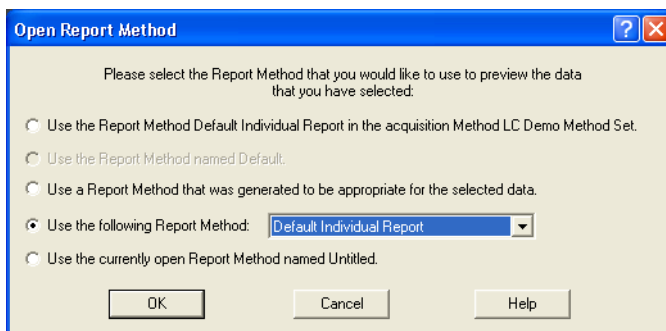 Open Report Method
Please select the Report Method that you would like to use to preview the data
that you have selected:
Use the Report Method Default Individual Report in the acquisition Method LC Demo Method Set.
Use the Report Method named Default.
Use a Report Method that was generated to be appropriate for the selected data.
Use the following Report Method: Default Individual Report
Use the currently open Report Method named Untitled.
OK Cancel Help